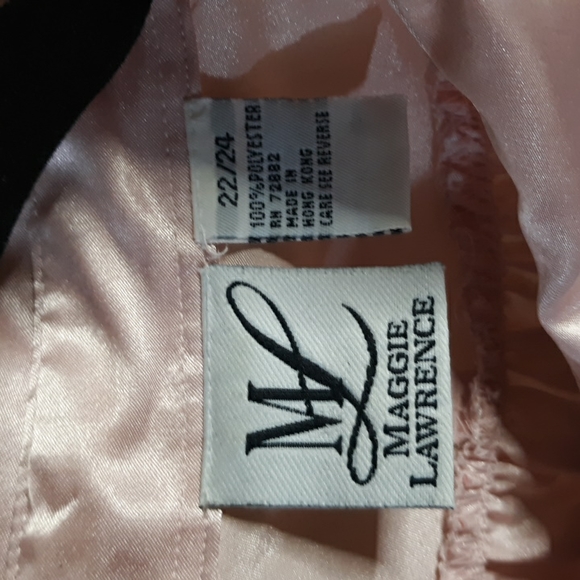 22/24
100%POLYESTER
RN 72882
MADE IN
HONG KONG
CARE SEE REVERSE
ML
MAGGIE
LAWRENCE